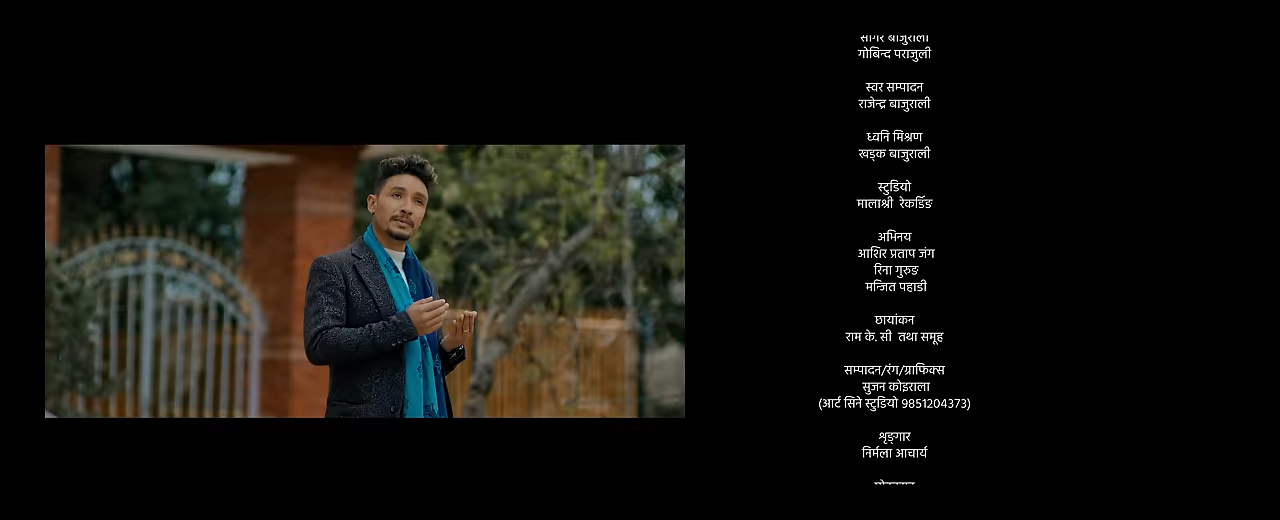 सागर बाजुराली
गोबिन्द पराजुली
स्वर सम्पादन
राजेन्द्र बाजुराली
ध्वनि मिश्रण
खड्क बाजुराली
स्टुडियो
मालाश्री रेकर्डिङ
अभिनय
आशिर प्रताप जंग
रिना गुरुङ
मन्जित पहाडी
छायांकन
राम के. सी तथा समूह
सम्पादन/रंग/ग्राफिक्स
सुजन कोइराला
(आर्ट सिने स्टुडियो 9851204373)
शृङ्गार
निर्मला आचार्य